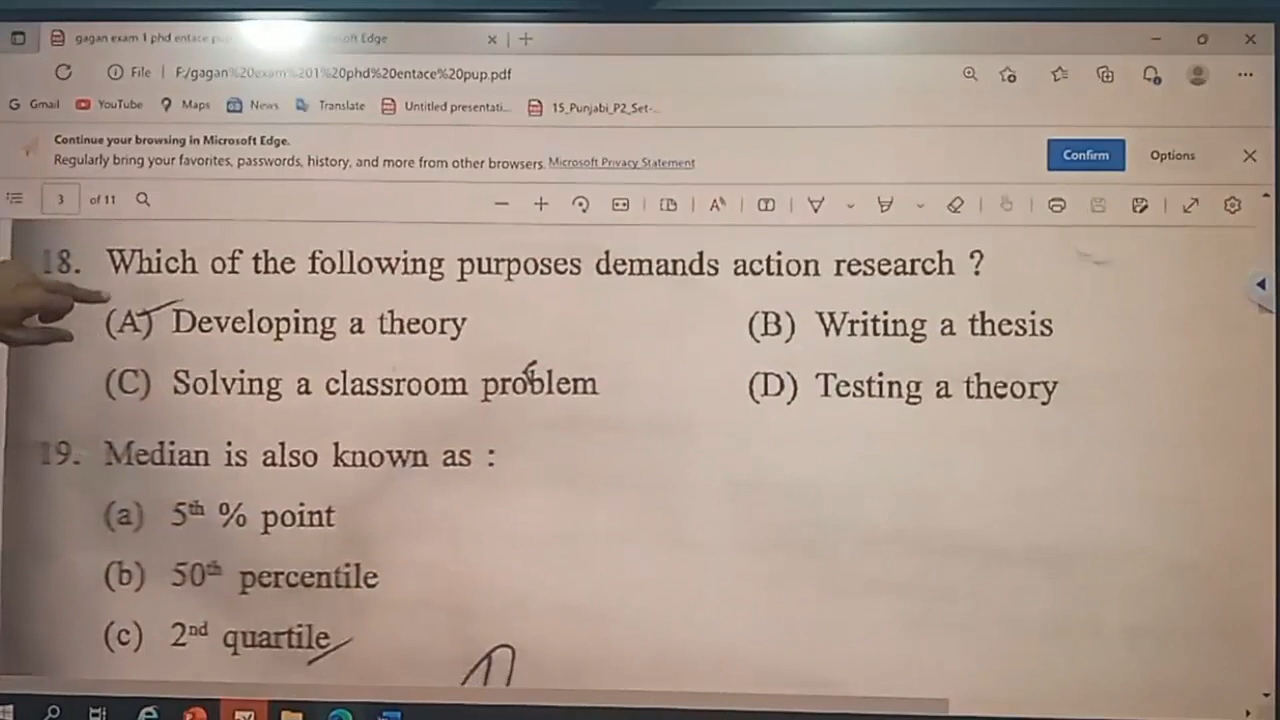 gagan exam 1 phd entace pup
soft Edge
File | F:/gagan%20exam%201%20phd%20entace%20pup.pdf
Gmail YouTube Maps News Translate Untitled presentati... 15_Punjabi_P2_Set-...
Continue your browsing in Microsoft Edge.
Regularly bring your favorites, passwords, history, and more from other browsers. Microsoft Privacy Statement
Confirm Options
3 of 11
18. Which of the following purposes demands action research ?
(A) Developing a theory (B) Writing a thesis
(C) Solving a classroom problem (D) Testing a theory
19. Median is also known as :
(a) 5th % point
(b) 50th percentile
(c) 2nd quartile